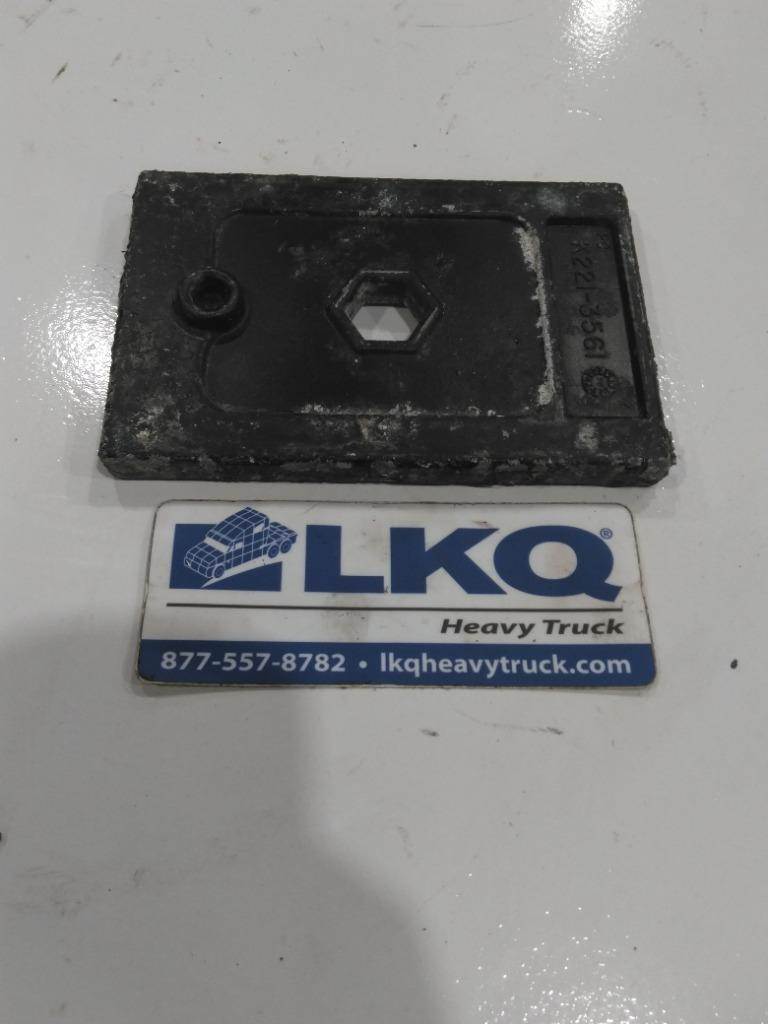 K221-3561
LKQ®
Heavy Truck
877-557-8782 • lkqheavytruck.com